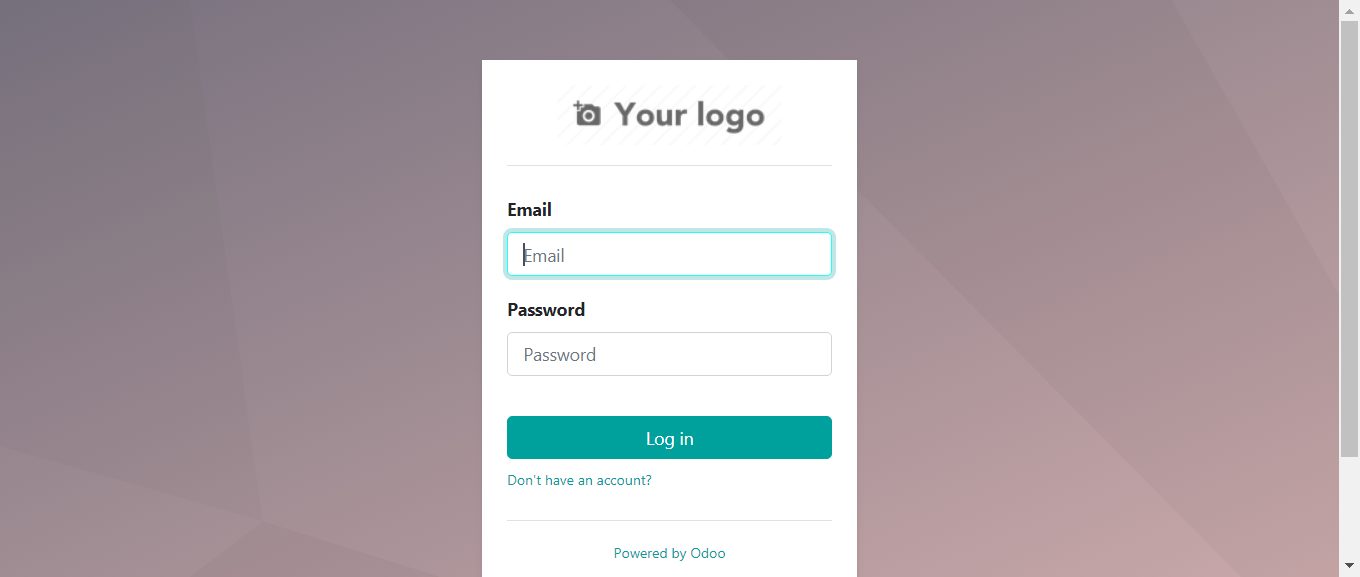 Your logo
Email
Email
Password
Password
Log in
Don't have an account?
Powered by Odoo